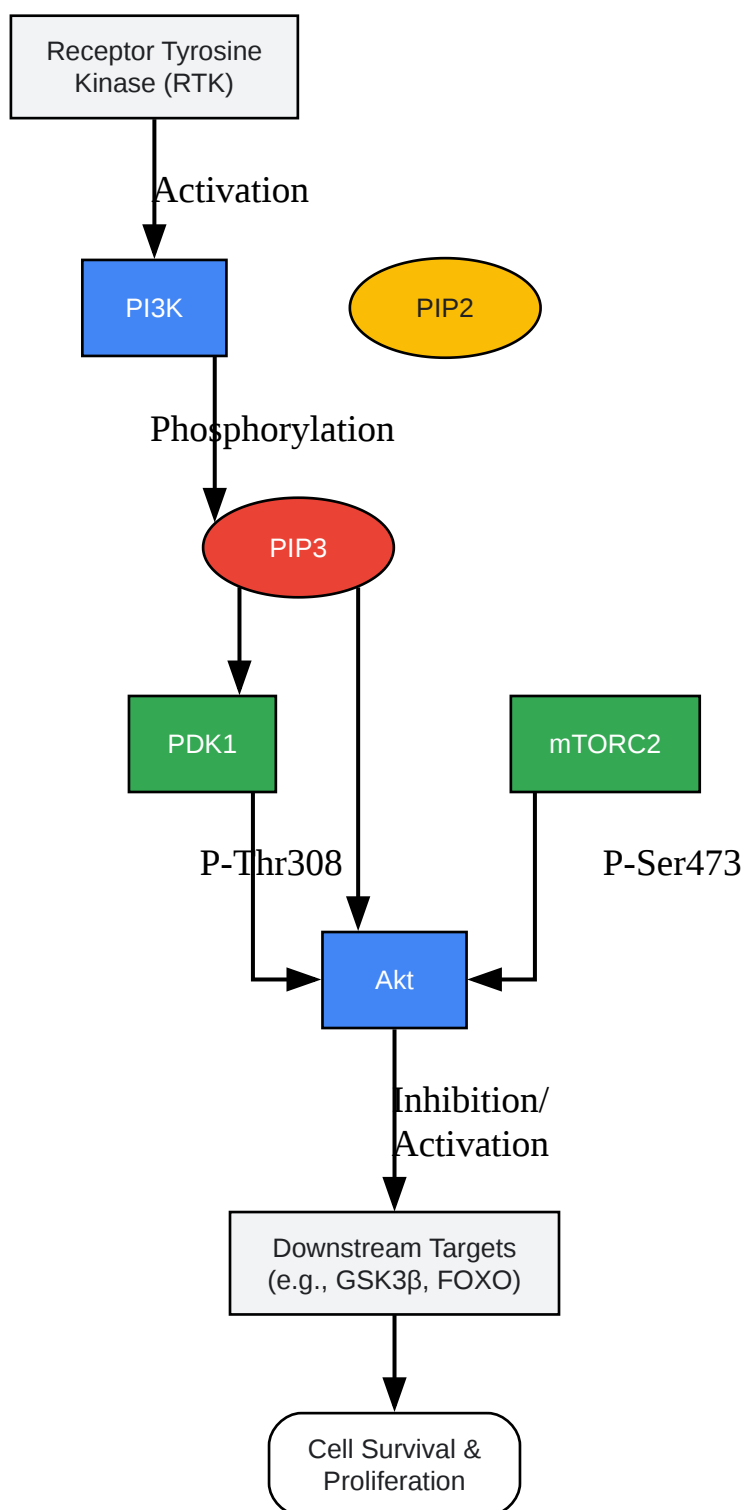 Receptor Tyrosine
Kinase (RTK)
Activation
PI3K
PIP2
Phosphorylation
PIP3
PDK1
mTORC2
P-Thr308
P-Ser473
Akt
Inhibition/
Activation
Downstream Targets
(e.g., GSK3β, FOXO)
Cell Survival &
Proliferation